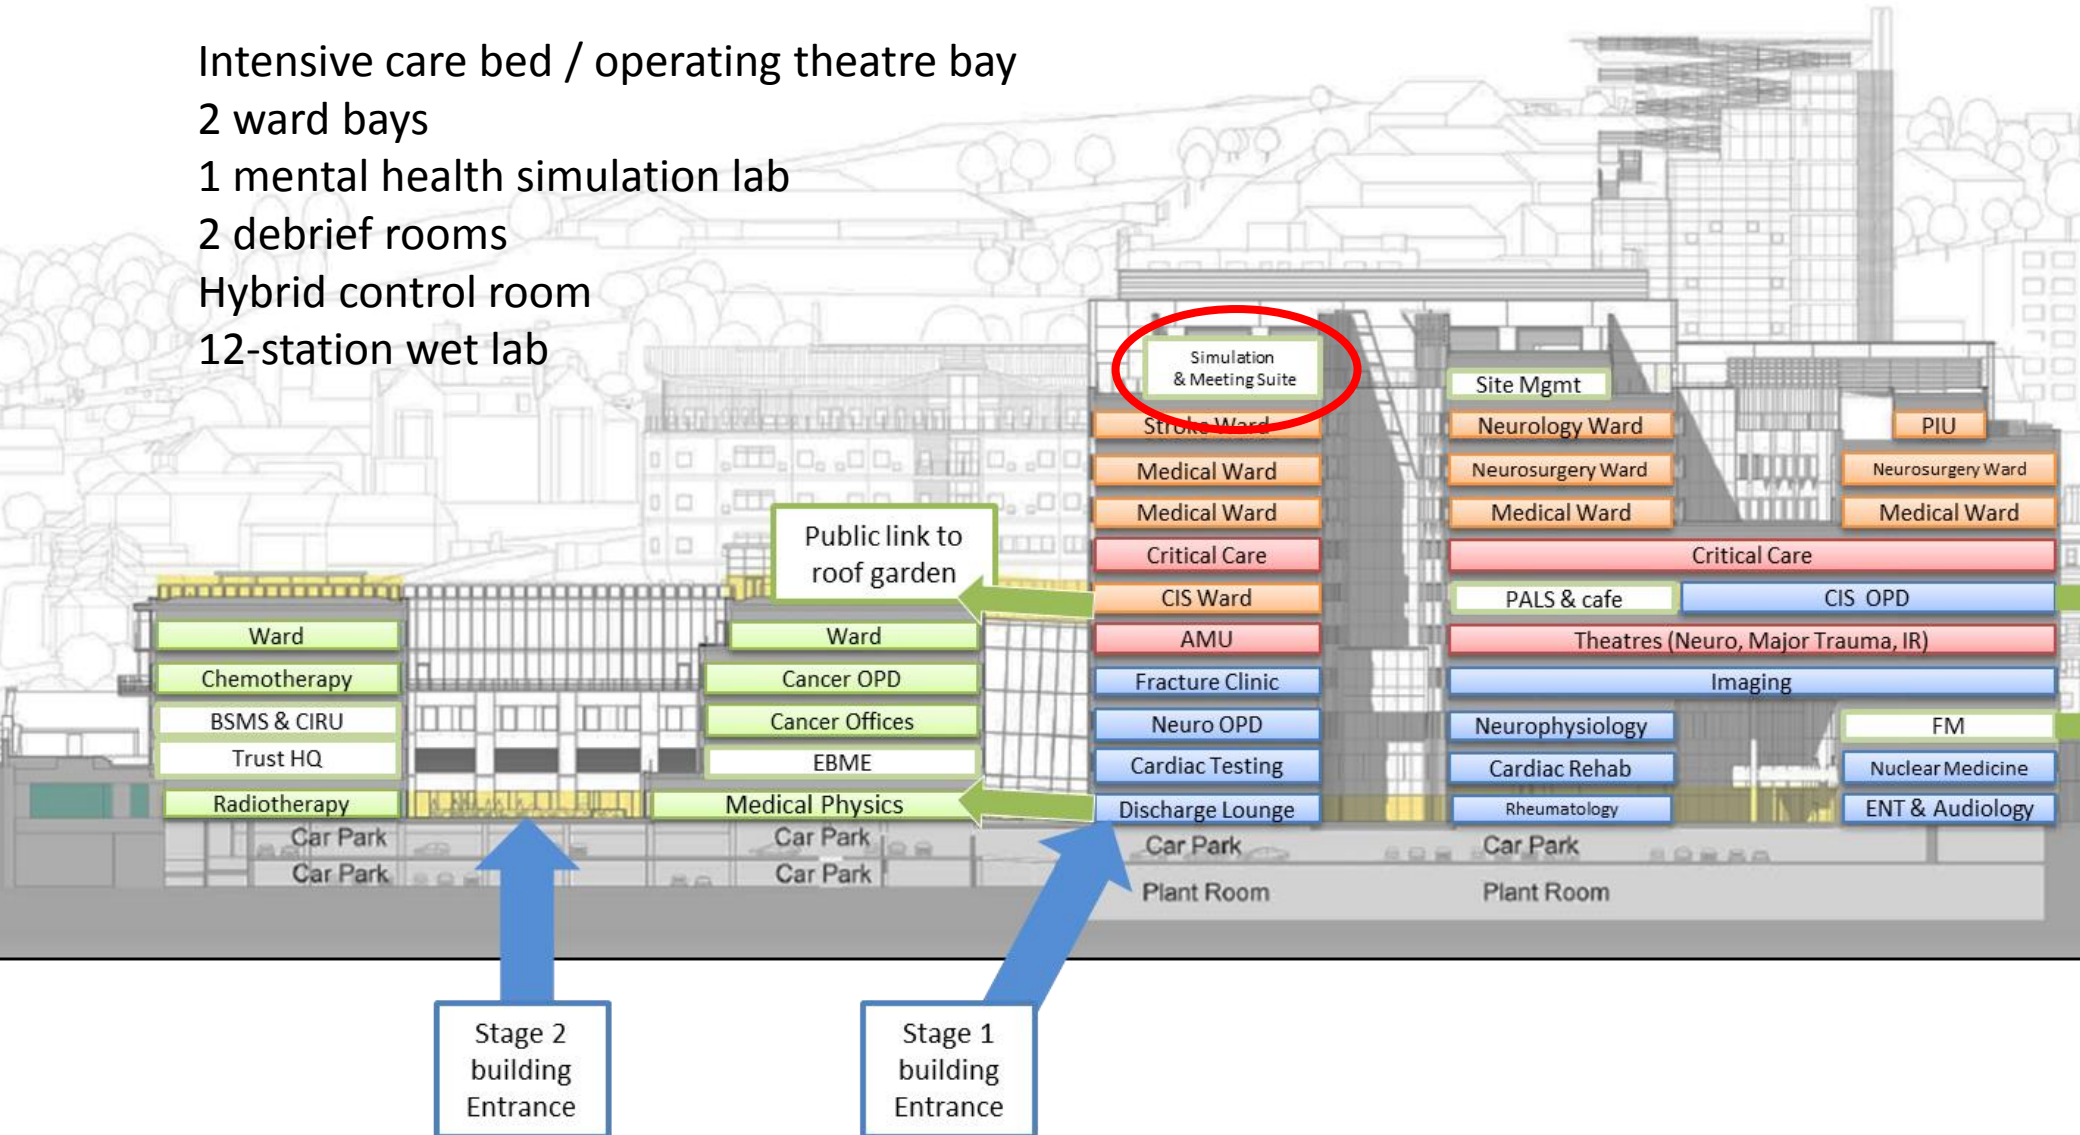 Intensive care bed / operating theatre bay
2 ward bays
1 mental health simulation lab
2 debrief rooms
Hybrid control room
12-station wet lab
Simulation
& Meeting Suite
Site Mgmt
Stroke Ward
Neurology Ward
PIU
Medical Ward
Neurosurgery Ward
Neurosurgery Ward
Medical Ward
Medical Ward
Medical Ward
Public link to
roof garden
Critical Care
Critical Care
CIS Ward
PALS & cafe
CIS OPD
Ward
Ward
AMU
Theatres (Neuro, Major Trauma, IR)
Chemotherapy
Cancer OPD
Fracture Clinic
Imaging
BSMS & CIRU
Cancer Offices
Neuro OPD
Neurophysiology
FM
Trust HQ
EBME
Cardiac Testing
Cardiac Rehab
Nuclear Medicine
Radiotherapy
Medical Physics
Discharge Lounge
Rheumatology
ENT & Audiology
Car Park
Car Park
Car Park
Car Park
Car Park
Car Park
Plant Room
Plant Room
Stage 2
building
Entrance
Stage 1
building
Entrance